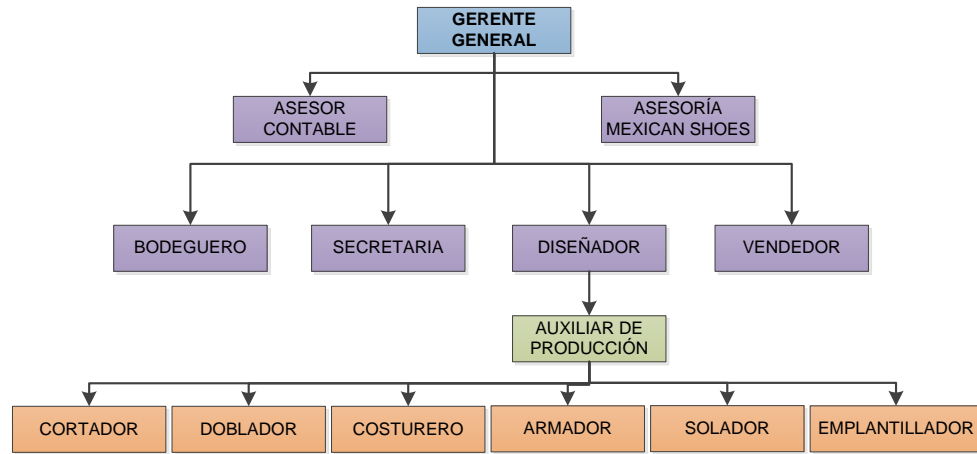 GERENTE
GENERAL
ASESOR
CONTABLE
ASESORÍA
MEXICAN SHOES
BODEGUERO
SECRETARIA
DISEÑADOR
VENDEDOR
AUXILIAR DE
PRODUCCIÓN
CORTADOR
DOBLADOR
COSTURERO
ARMADOR
SOLADOR
EMPLANTILLADOR